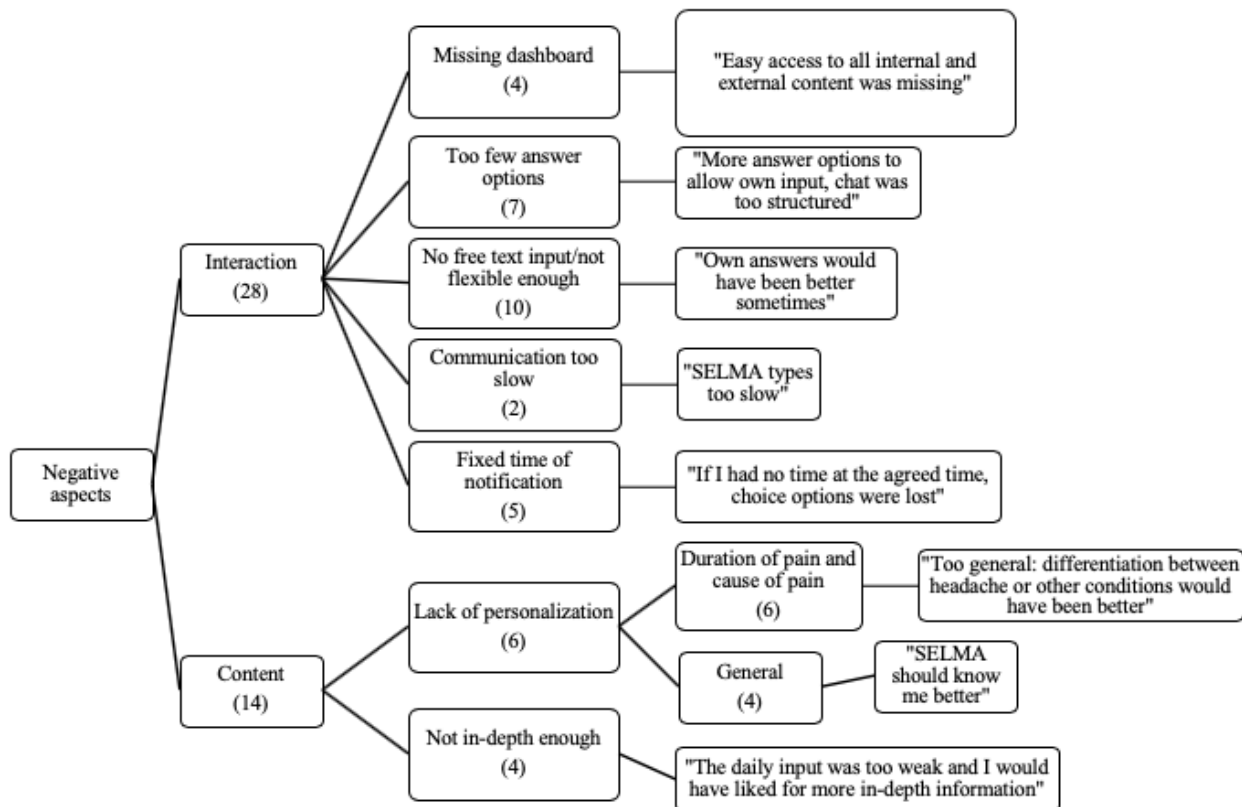 Missing dashboard
(4)
"Easy access to all internal and
external content was missing"
Too few answer
options
(7)
"More answer options to
allow own input, chat was
too structured"
Interaction
(28)
No free text input/not
flexible enough
(10)
"Own answers would
have been better
sometimes"
Communication too
slow
(2)
"SELMA types
too slow"
Negative
aspects
Fixed time of
notification
(5)
"If I had no time at the agreed time,
choice options were lost"
Content
(14)
Lack of personalization
(6)
Duration of pain and
cause of pain
(6)
"Too general: differentiation between
headache or other conditions would
have been better"
General
(4)
"SELMA
should know
me better"
Not in-depth enough
(4)
"The daily input was too weak and I would
have liked for more in-depth information"